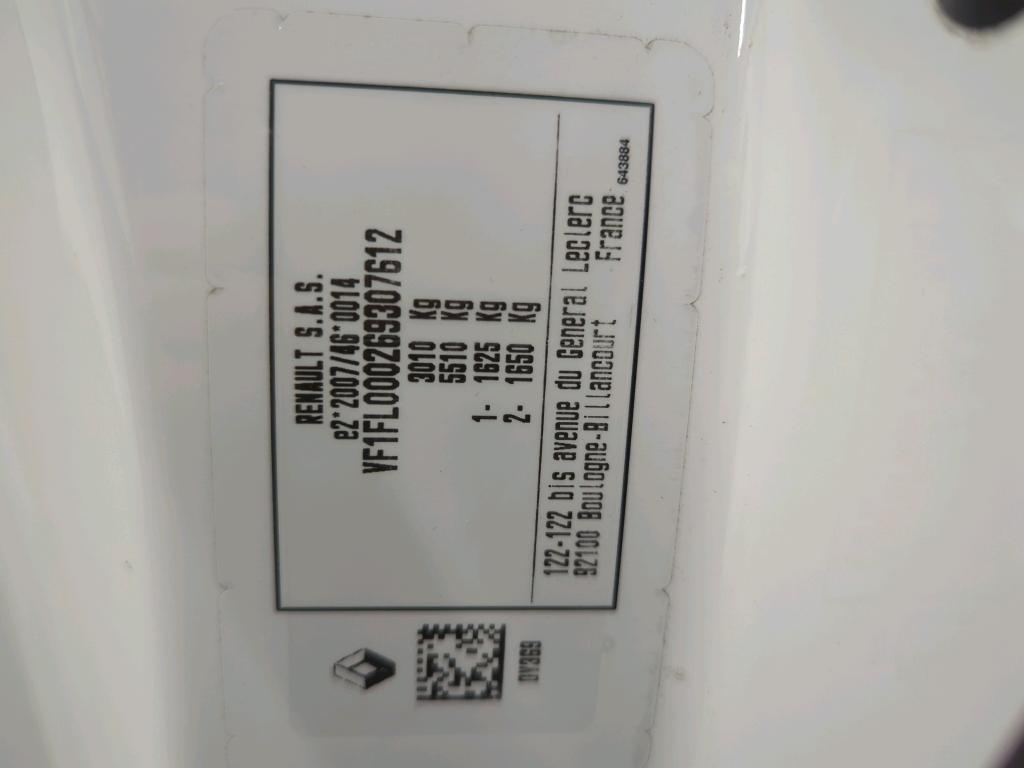 RENAULT S.A.S.
e2*2007/46*0014
VF1FL000269307612
3010 Kg
5510 Kg
1- 1625 Kg
2- 1650 Kg
122-122 bis avenue du General Leclerc
92100 Boulogne-Billancourt France
643884
DY369